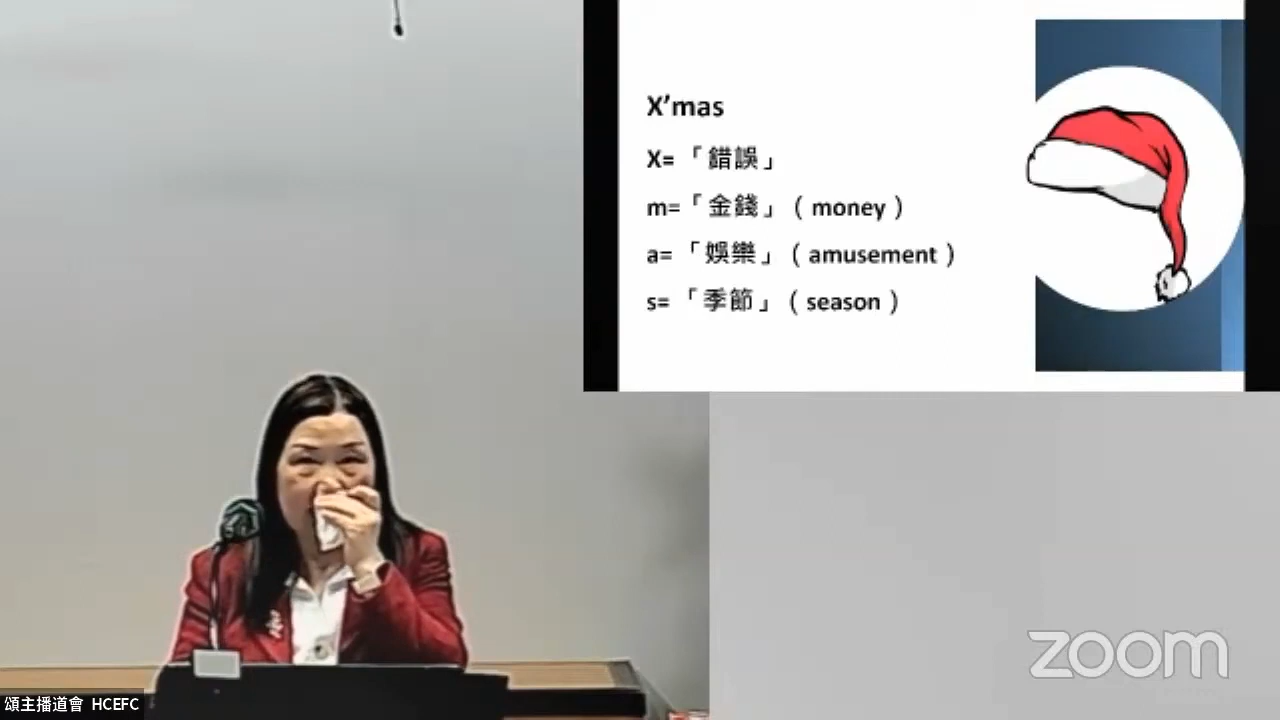 X’mas
X= 「錯誤」
m=「金錢」（money）
a= 「娛樂」（amusement）
s= 「季節」（season）
zoom
頌主播道會 HCEFC